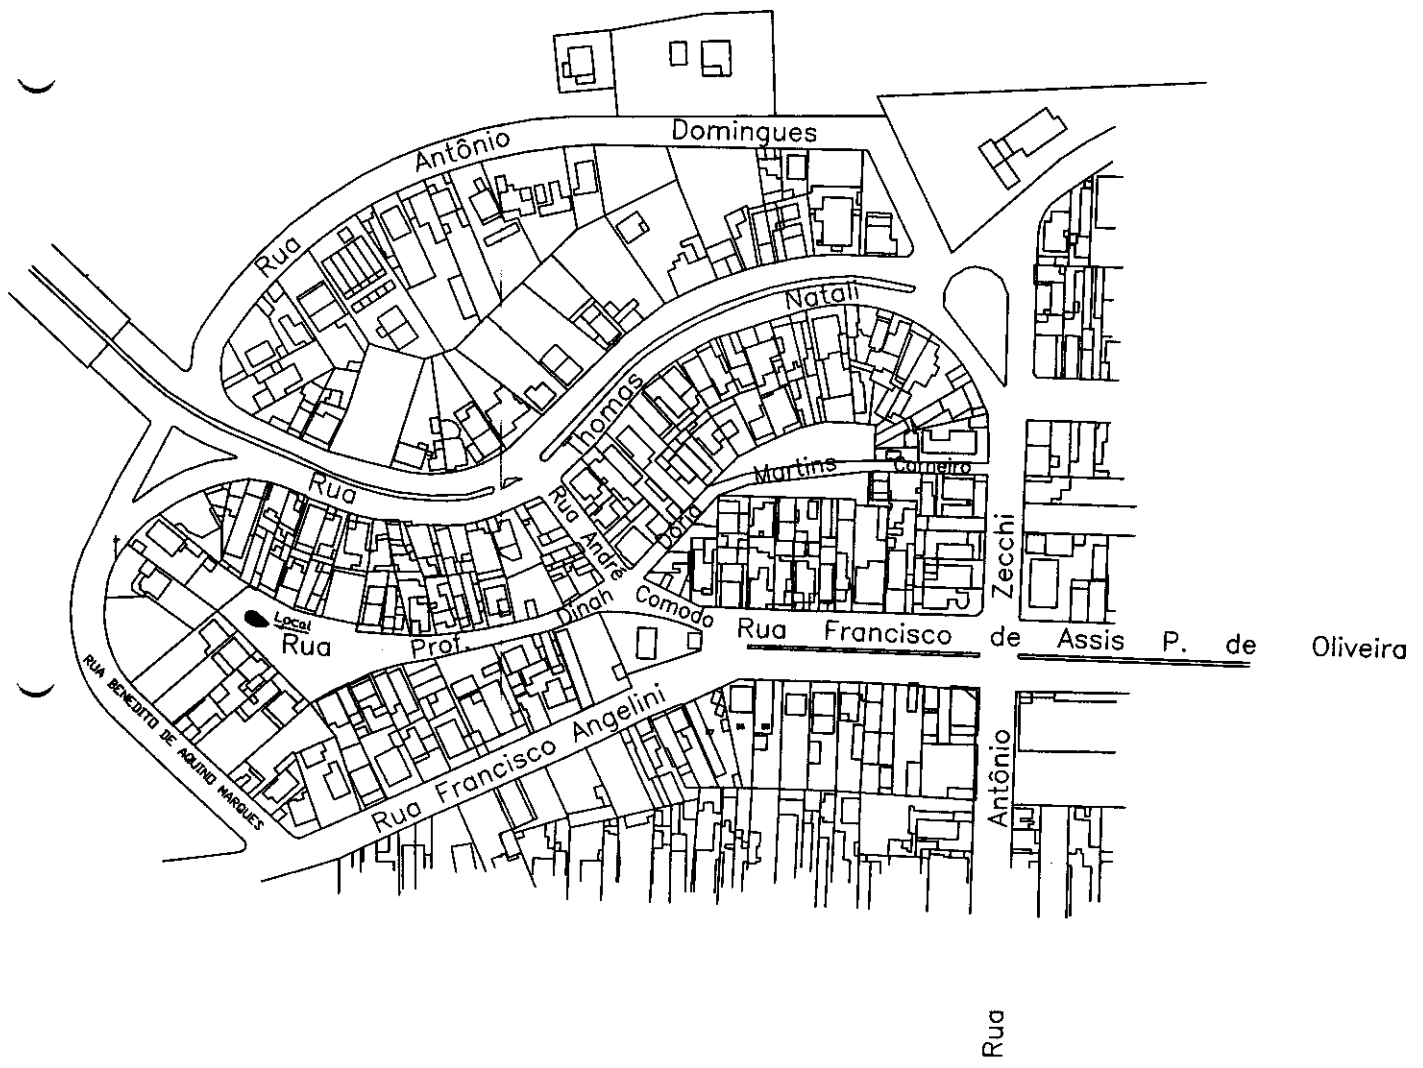 Rua Antônio Domingues
Rua Thomas Natali
Rua André Comodo
Dona Martins Carneiro
Rua Prof. Dinah
Local
RUA BENEDITO DE AQUINO MARQUES
Rua Francisco Angelini
Rua Francisco de Assis P. de Oliveira
Rua Antônio Zecchi